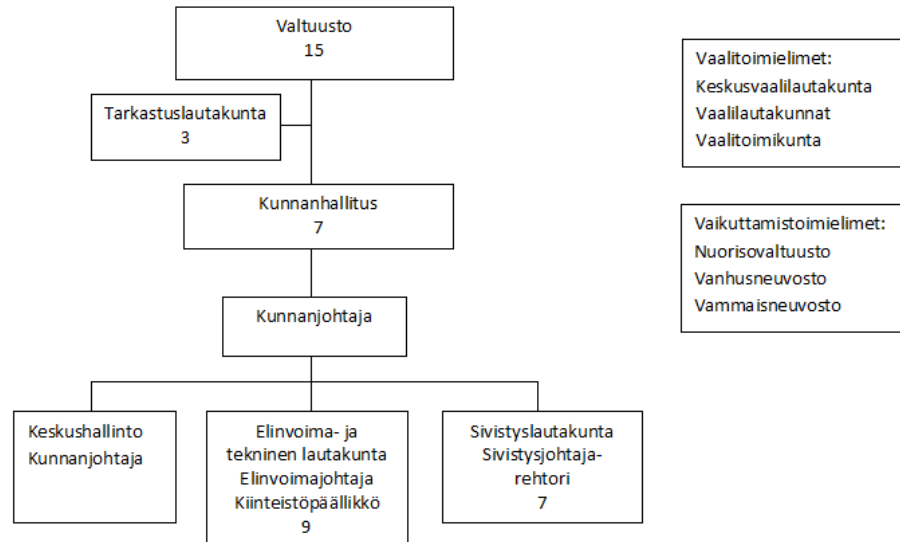 Valtuusto
15
Tarkastuslautakunta
3
Kunnanhallitus
7
Kunnanjohtaja
Keskushallinto
Kunnanjohtaja
Elinvoima- ja
tekninen lautakunta
Elinvoimajohtaja
Kiinteistöpäällikkö
9
Sivistyslautakunta
Sivistysjohtaja-
rehtori
7
Vaalitoimielimet:
Keskusvaalilautakunta
Vaalilautakunnat
Vaalitoimikunta
Vaikuttamistoimielimet:
Nuorisovaltuusto
Vanhusneuvosto
Vammaisneuvosto